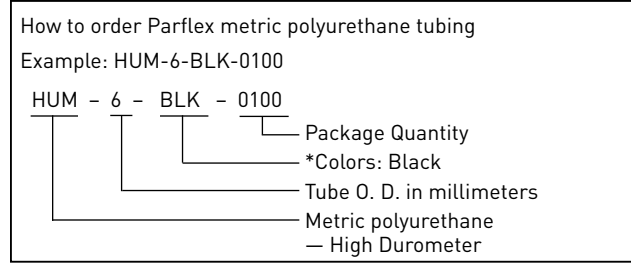 How to order Parflex metric polyurethane tubing
Example: HUM-6-BLK-0100
HUM – 6 – BLK – 0100
Package Quantity
*Colors: Black
Tube O. D. in millimeters
Metric polyurethane
— High Durometer